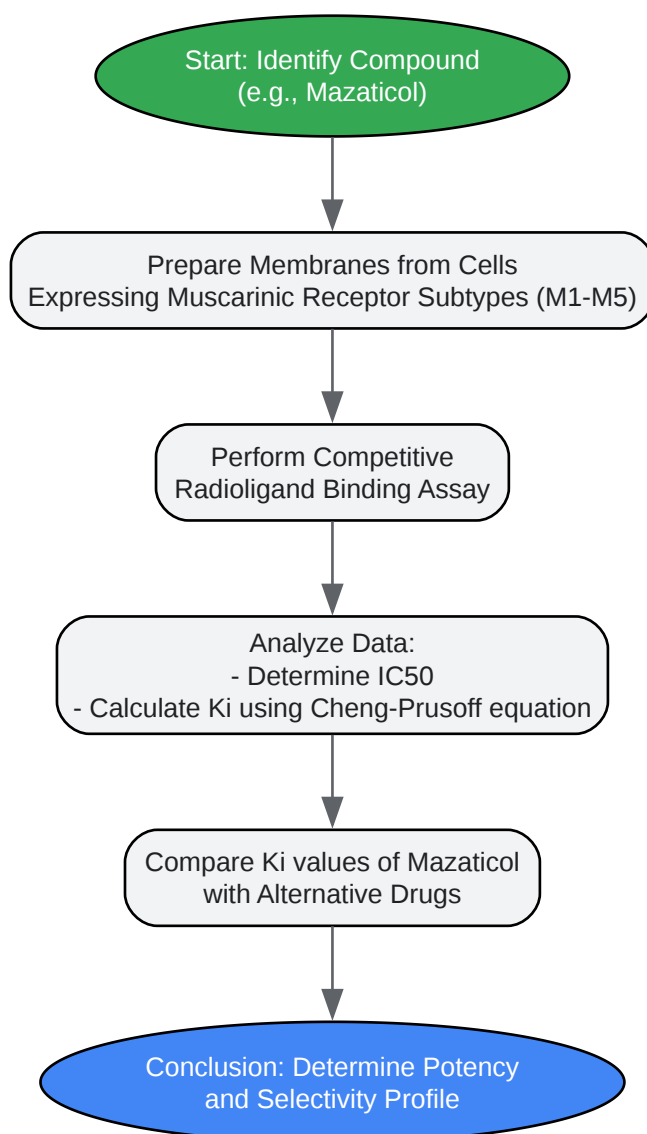 Start: Identify Compound
(e.g., Mazaticol)
Prepare Membranes from Cells
Expressing Muscarinic Receptor Subtypes (M1-M5)
Perform Competitive
Radioligand Binding Assay
Analyze Data:
- Determine IC50
- Calculate Ki using Cheng-Prusoff equation
Compare Ki values of Mazaticol
with Alternative Drugs
Conclusion: Determine Potency
and Selectivity Profile